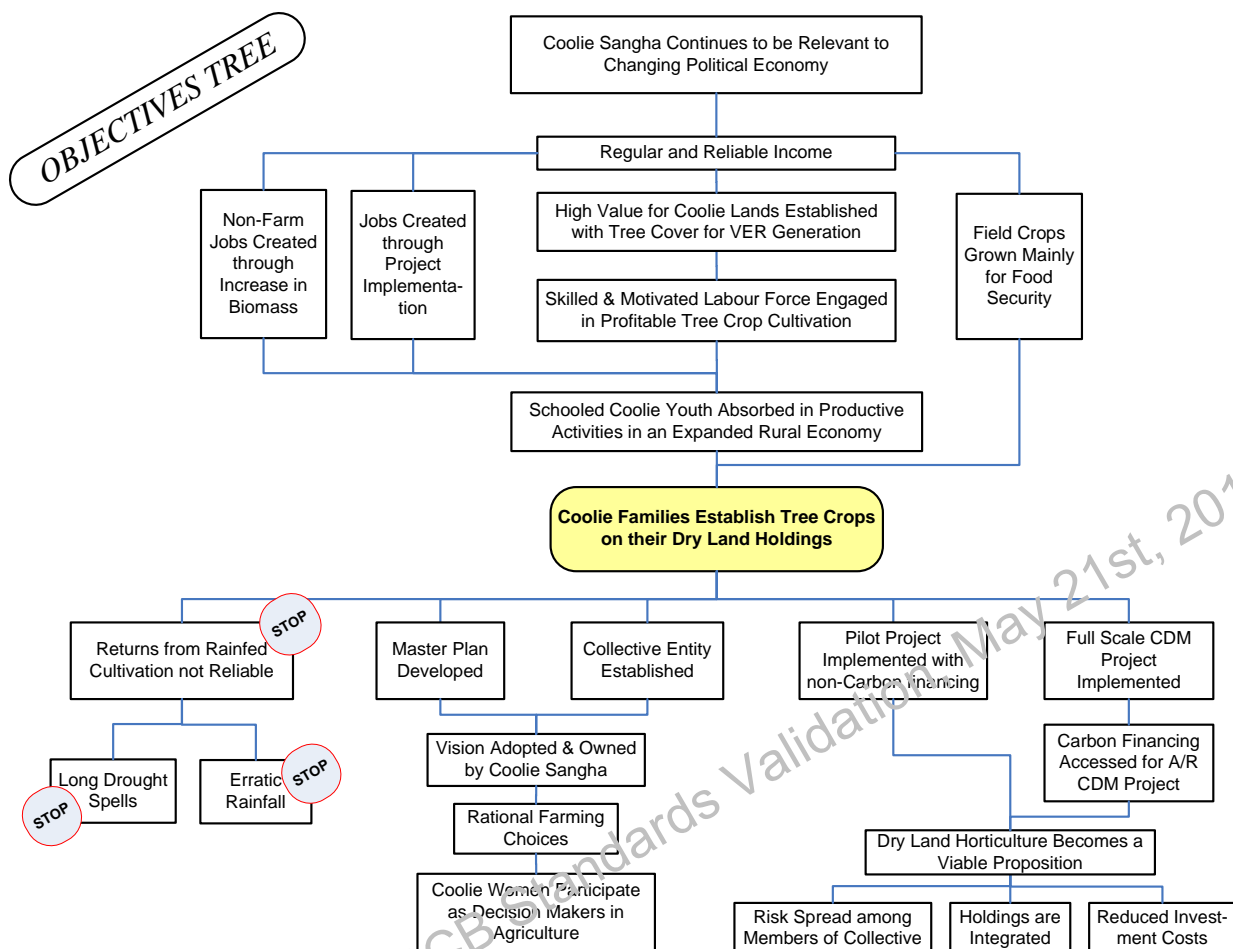 OBJECTIVES TREE
Coolie Sangha Continues to be Relevant to
Changing Political Economy
Regular and Reliable Income
Non-Farm
Jobs Created
through
Increase in
Biomass
Jobs Created
through
Project
Implementa-
tion
High Value for Coolie Lands Established
with Tree Cover for VER Generation
Skilled & Motivated Labour Force Engaged
in Profitable Tree Crop Cultivation
Field Crops
Grown Mainly
for Food
Security
Schooled Coolie Youth Absorbed in Productive
Activities in an Expanded Rural Economy
Coolie Families Establish Tree Crops
on their Dry Land Holdings
Returns from Rainfed
Cultivation not Reliable
STOP
Master Plan
Developed
Collective Entity
Established
Pilot Project
Implemented with
non-Carbon financing
Full Scale CDM
Project
Implemented
Long Drought
Spells
STOP
Erratic
Rainfall
STOP
Vision Adopted & Owned
by Coolie Sangha
Carbon Financing
Accessed for A/R
CDM Project
Rational Farming
Choices
Dry Land Horticulture Becomes a
Viable Proposition
Coolie Women Participate
as Decision Makers in
Agriculture
Risk Spread among
Members of Collective
Holdings are
Integrated
Reduced Invest-
ment Costs
CB Standards Validation, May 21st, 201